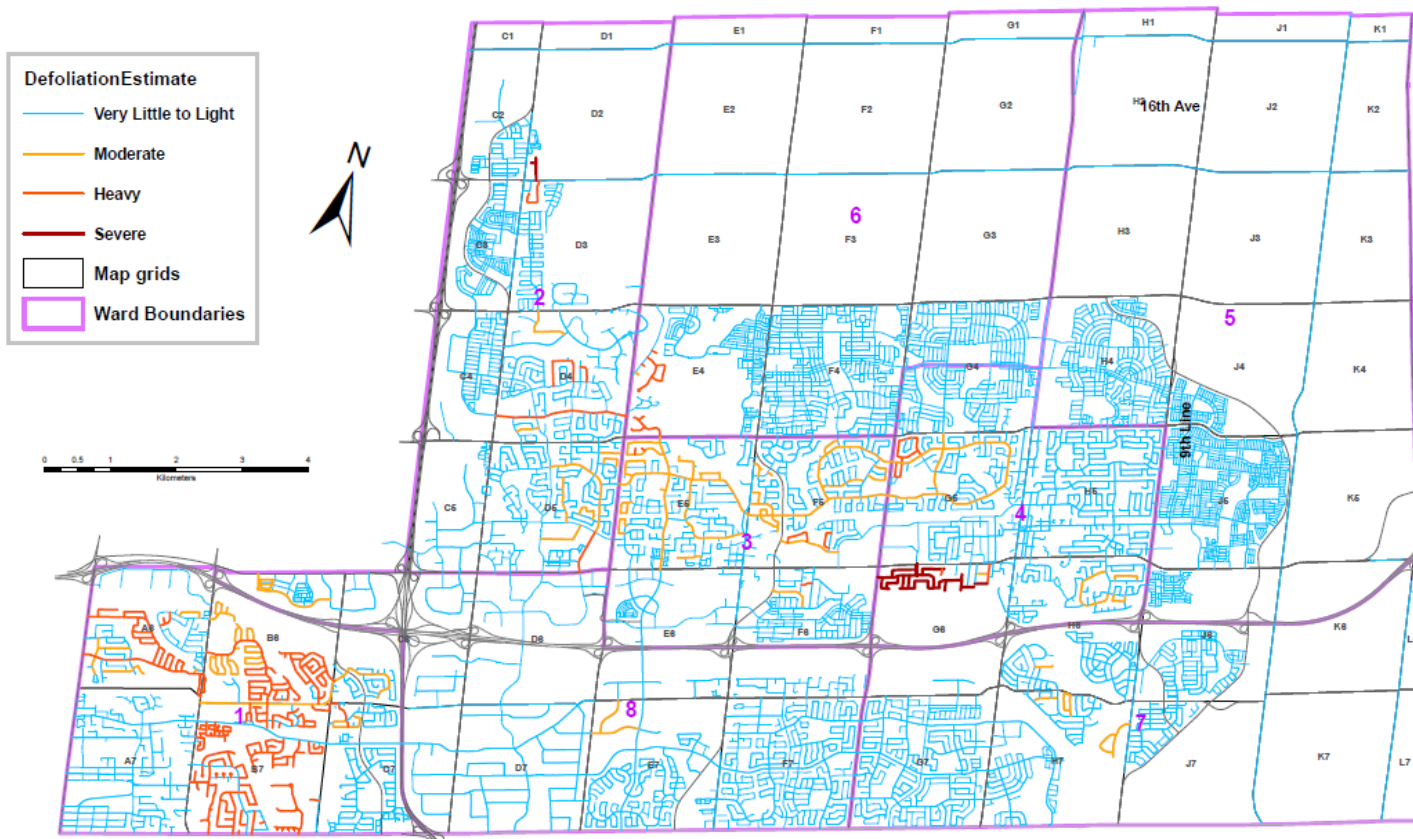 DefoliationEstimate
Very Little to Light
Moderate
Heavy
Severe
Map grids
Ward Boundaries
N
0 0.5 1 2 3 4
Kilometers
C1 D1 E1 F1 G1 H1 J1 K1
C2 D2 E2 F2 G2 H2 16th Ave J2 K2
6
C3 D3 E3 F3 G3 H3 J3 K3
2
5
C4 D4 E4 F4 G4 H4 J4 K4
9th Line
C5 D5 E5 F5 G5 H5 J5 K5
3
4
A6 B6 C6 D6 E6 F6 G6 H6 J6 K6 L
1
8
7
A7 B7 C7 D7 E7 F7 G7 H7 J7 K7 L7